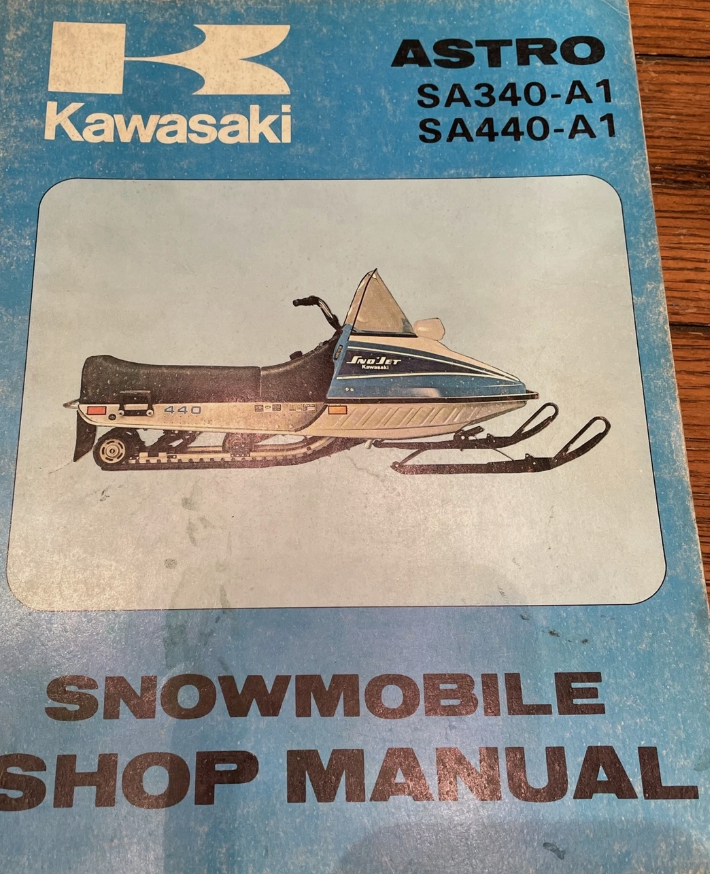 Kawasaki
ASTRO
SA340-A1
SA440-A1
SNO JET
Kawasaki
440
SNOWMOBILE
SHOP MANUAL